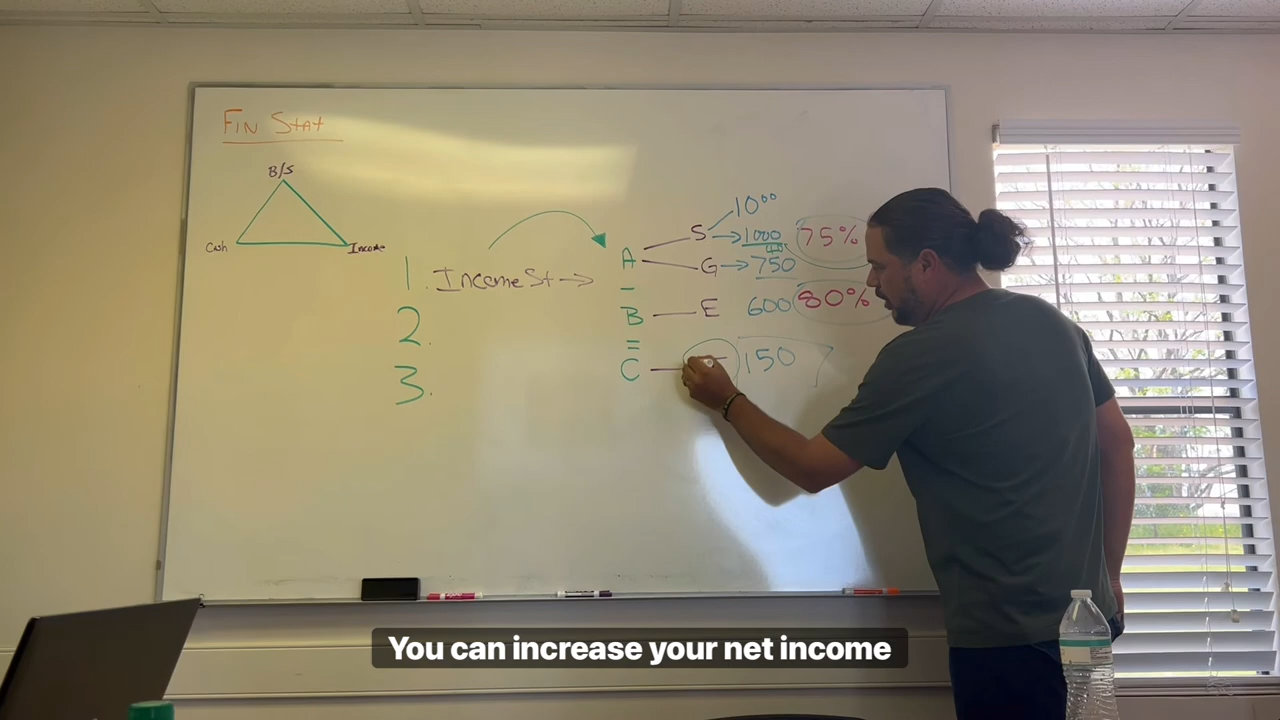 FIN Stat
B/S
Cash
Income
1. Income St → A
S 10⁰⁰
→ 1000 75%
G → 750
–
B E 600 80%
=
C 150
2.
3.
You can increase your net income